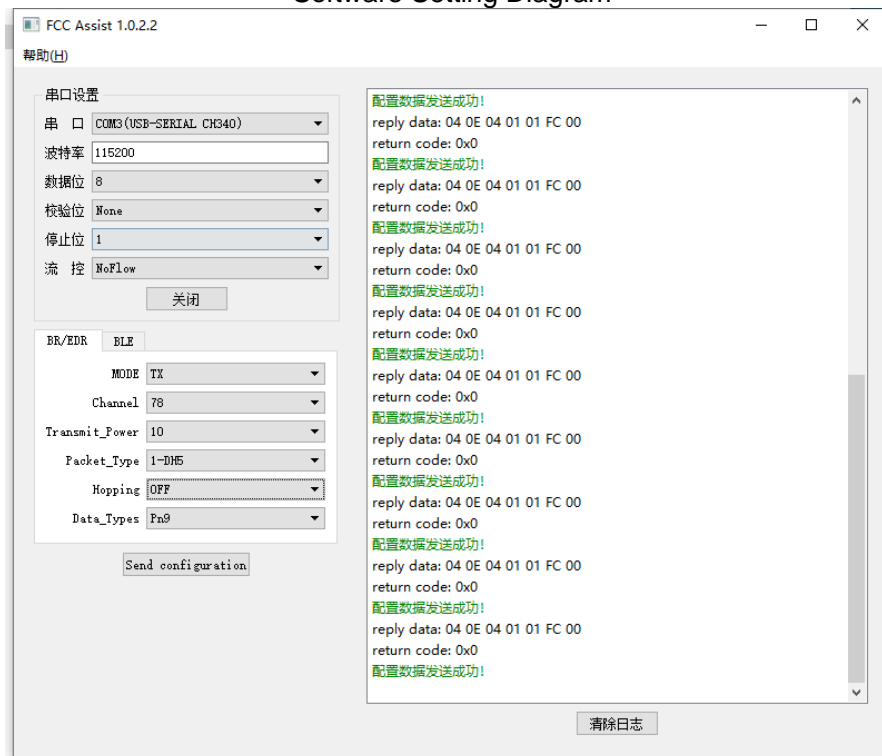 Software Setting Diagram
FCC Assist 1.0.2.2
帮助(H)
串口设置
串 口 COM3(USB-SERIAL CH340)
波特率 115200
数据位 8
校验位 None
停止位 1
流 控 NoFlow
关闭
BR/EDR BLE
MODE TX
Channel 78
Transmit_Power 10
Packet_Type 1-DH5
Hopping OFF
Data_Types Pn9
Send configuration
配置数据发送成功!
reply data: 04 0E 04 01 01 FC 00
return code: 0x0
配置数据发送成功!
reply data: 04 0E 04 01 01 FC 00
return code: 0x0
配置数据发送成功!
reply data: 04 0E 04 01 01 FC 00
return code: 0x0
配置数据发送成功!
reply data: 04 0E 04 01 01 FC 00
return code: 0x0
配置数据发送成功!
reply data: 04 0E 04 01 01 FC 00
return code: 0x0
配置数据发送成功!
reply data: 04 0E 04 01 01 FC 00
return code: 0x0
配置数据发送成功!
reply data: 04 0E 04 01 01 FC 00
return code: 0x0
配置数据发送成功!
reply data: 04 0E 04 01 01 FC 00
return code: 0x0
配置数据发送成功!
reply data: 04 0E 04 01 01 FC 00
return code: 0x0
配置数据发送成功!
清除日志